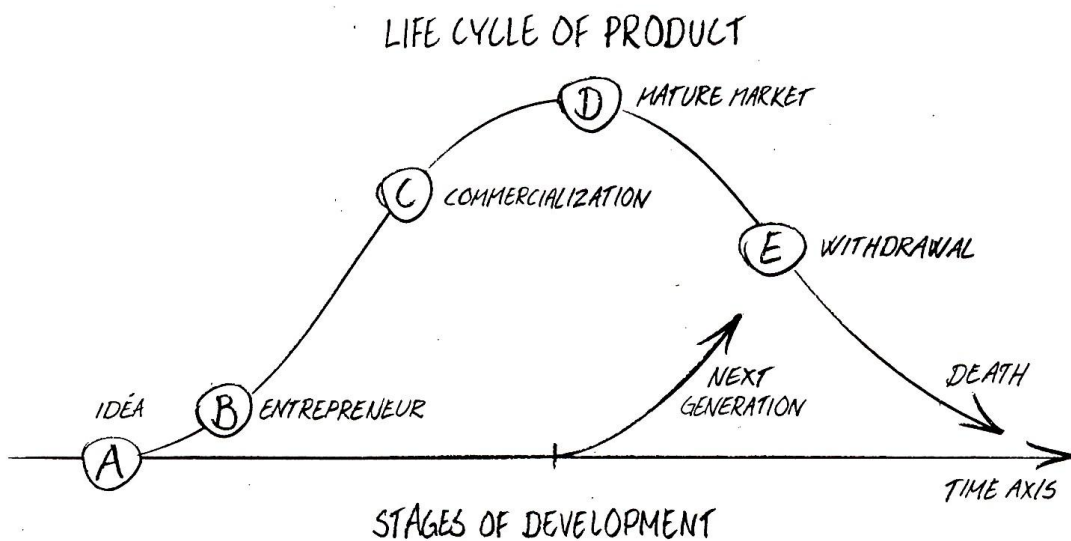 LIFE CYCLE OF PRODUCT
D MATURE MARKET
C COMMERCIALIZATION
E WITHDRAWAL
NEXT
GENERATION
DEATH
IDÉA
B ENTREPRENEUR
A
TIME AXIS
STAGES OF DEVELOPMENT